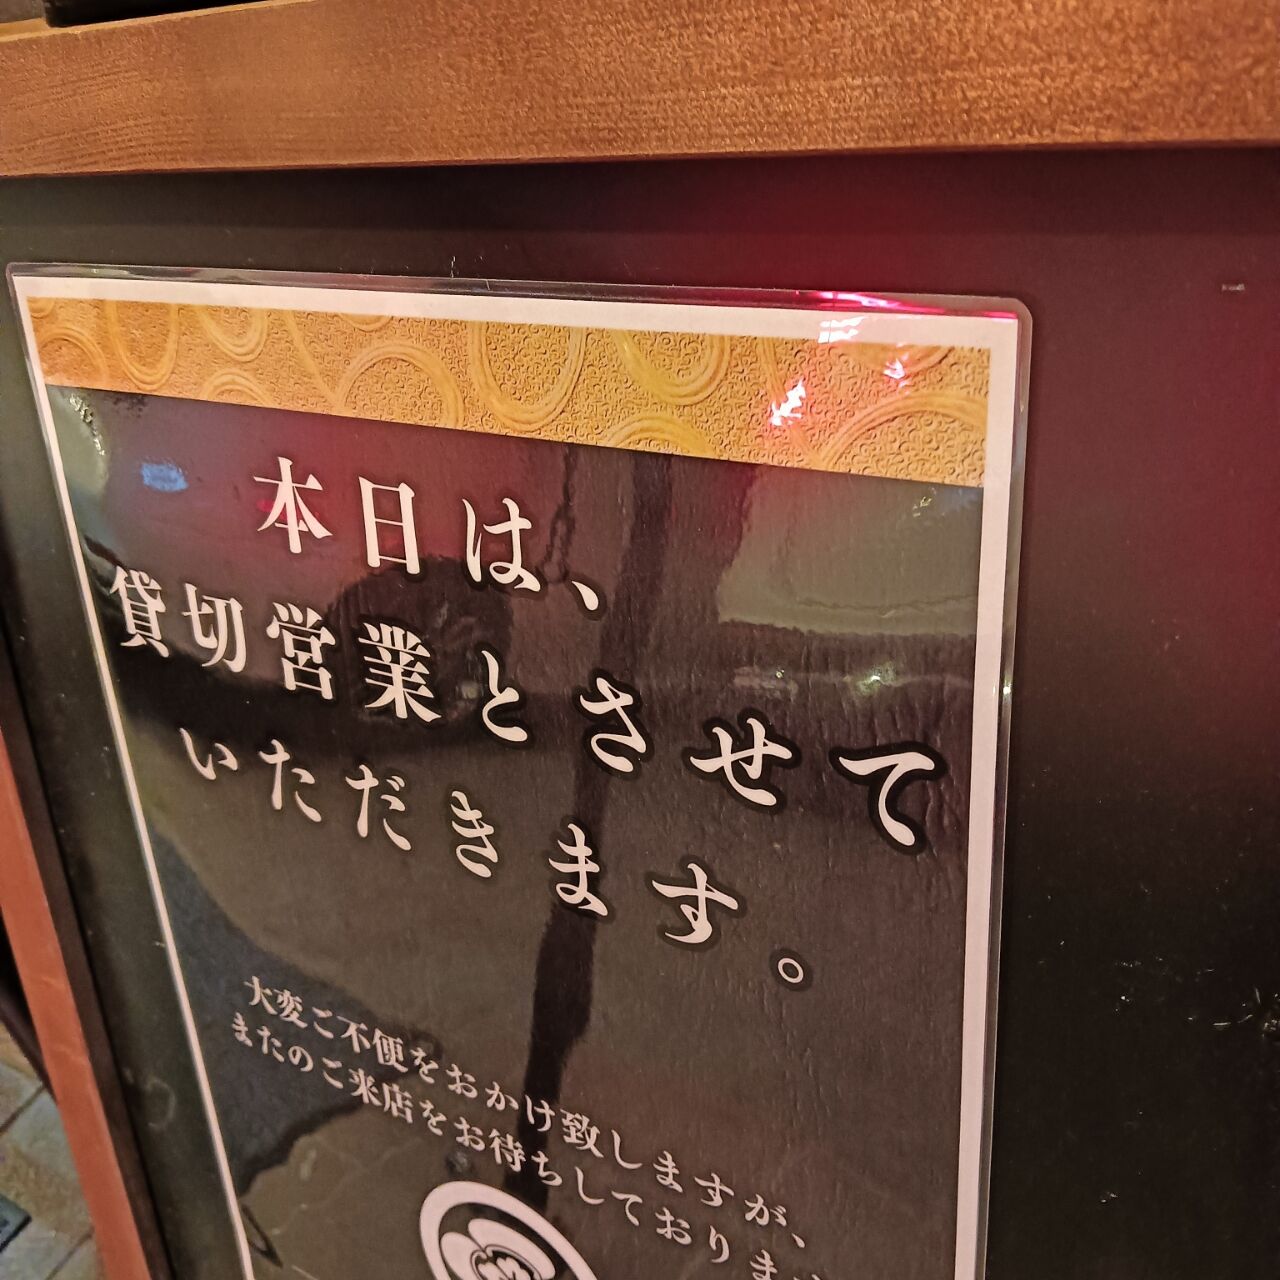 本日は、
貸切営業とさせて
いただきます。
大変ご不便をおかけ致しますが、
またのご来店をお待ちしておりま